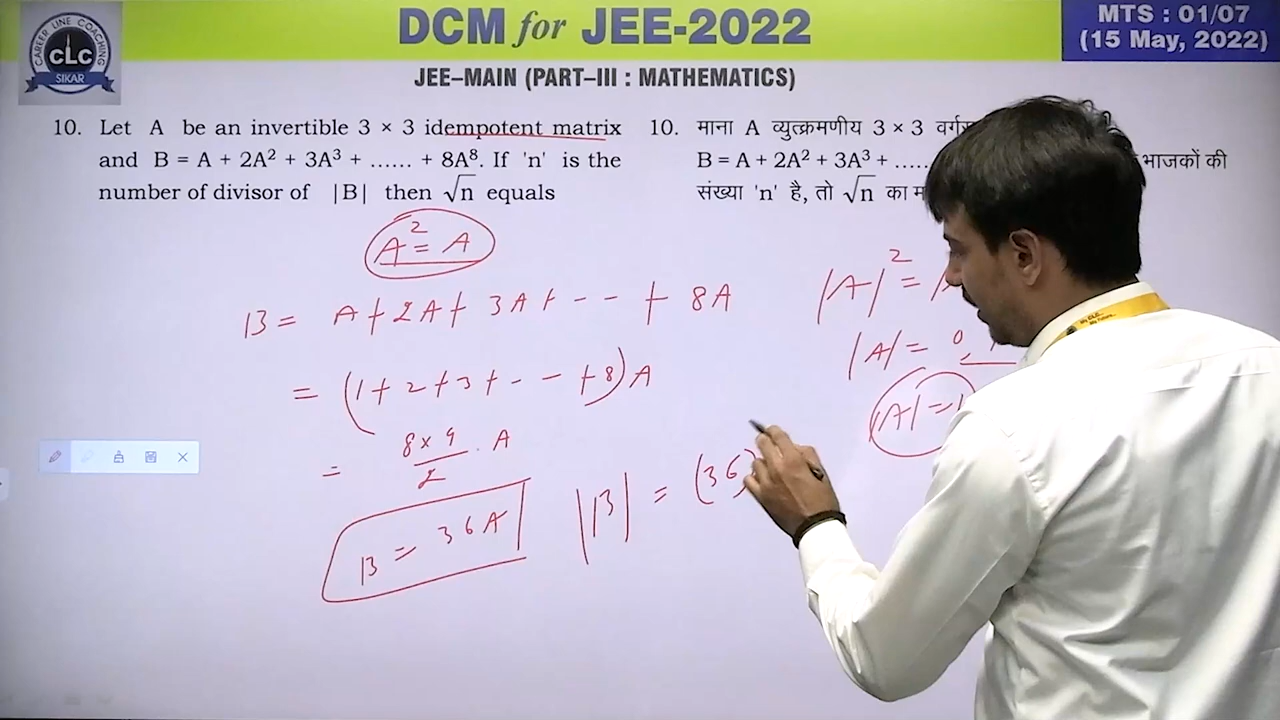 CAREER LINE COACHING
CLC
SIKAR
DCM for JEE-2022
MTS : 01/07
(15 May, 2022)
JEE–MAIN (PART–III : MATHEMATICS)
10. Let A be an invertible 3 × 3 idempotent matrix
and B = A + 2A² + 3A³ + ...... + 8A⁸. If 'n' is the
number of divisor of |B| then √n equals
10. माना A व्युत्क्रमणीय 3 × 3
B = A + 2A² + 3A³ + ..... भाजकों की
संख्या 'n' है, तो √n का
A² = A
B = A + 2A + 3A + - - + 8A
= (1 + 2 + 3 + - - + 8) A
= 8 × 9 / 2 . A
B = 36A
|A|² =
|A| = 0,
|A| = 1
|B| = (36)